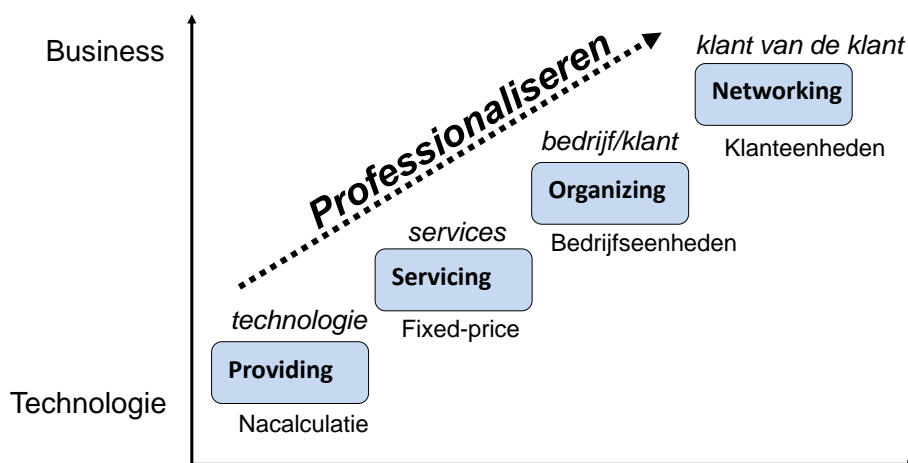 Business
klant van de klant
Networking
Klanteenheden
Professionaliseren
bedrijf/klant
Organizing
Bedrijfseenheden
services
Servicing
Fixed-price
technologie
Providing
Nacalculatie
Technologie